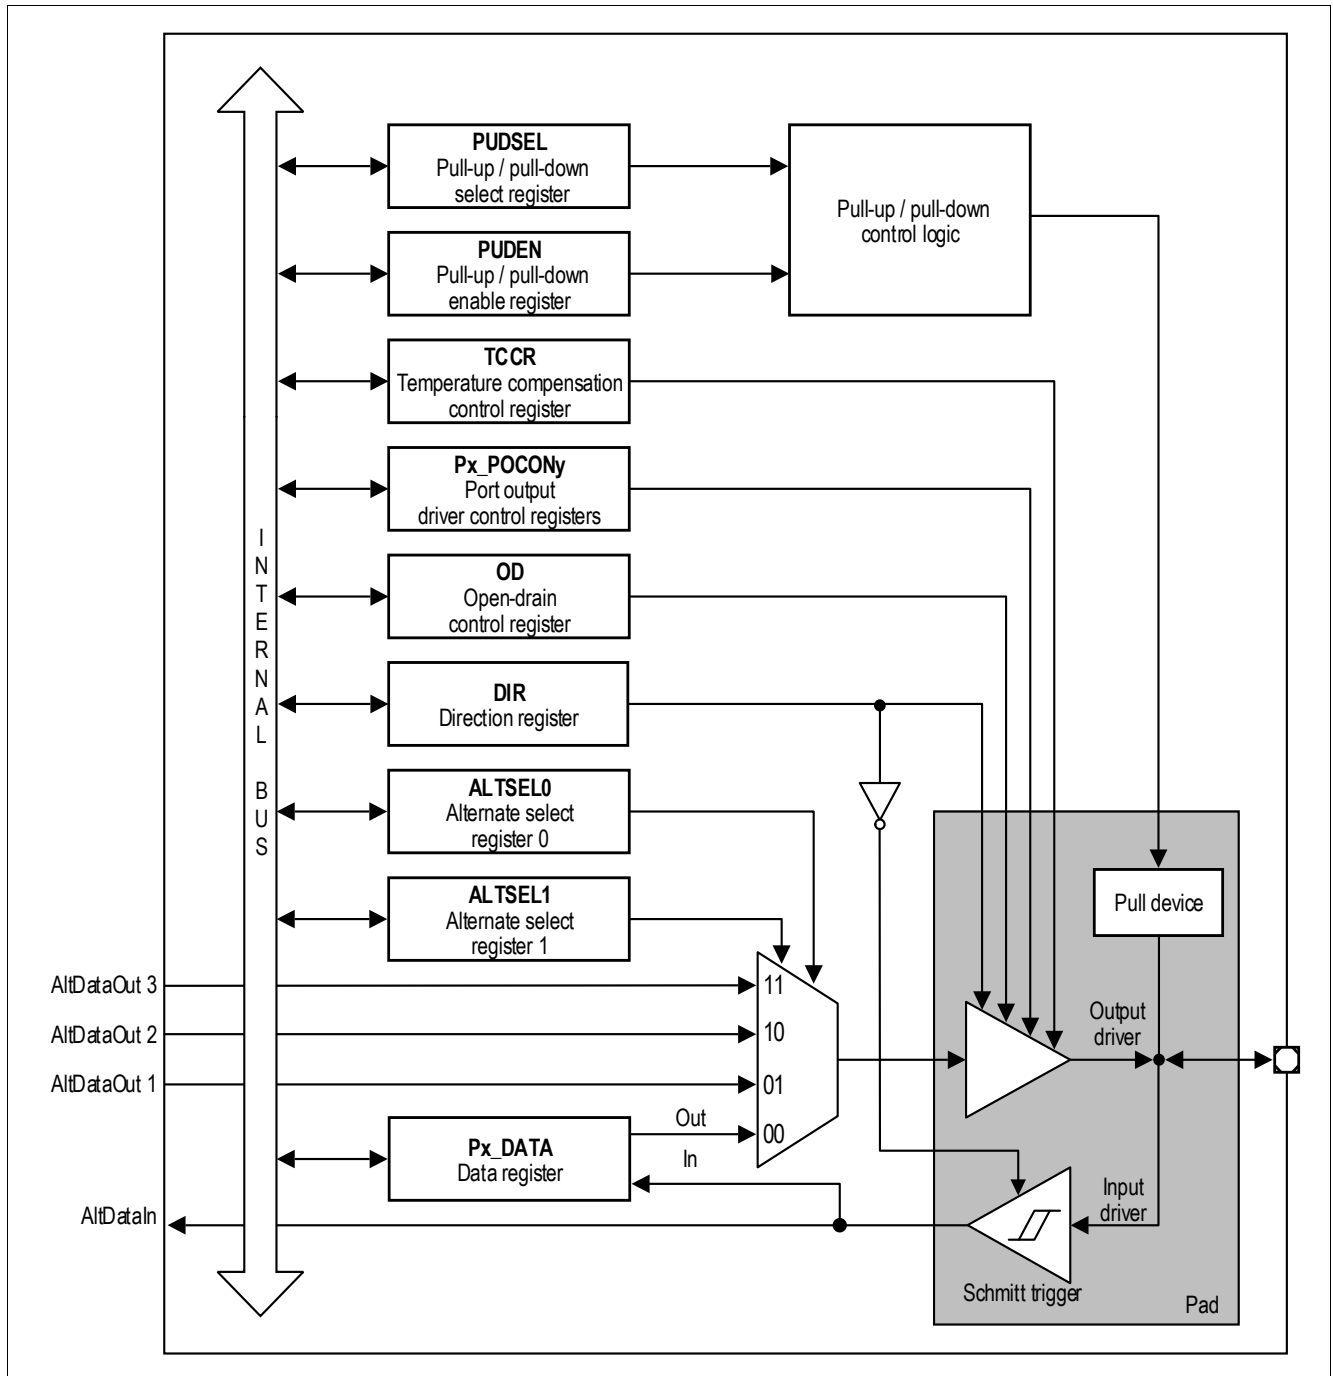 PUDSEL
Pull-up / pull-down
select register
Pull-up / pull-down
control logic
PUDEN
Pull-up / pull-down
enable register
TCCR
Temperature compensation
control register
Px_POCONy
Port output
driver control registers
OD
Open-drain
control register
DIR
Direction register
INTERNAL BUS
ALTSEL0
Alternate select
register 0
ALTSEL1
Alternate select
register 1
Pull device
AltDataOut 3
11
AltDataOut 2
10
AltDataOut 1
01
Output
driver
Out
00
Px_DATA
Data register
In
AltDataIn
Input
driver
Schmitt trigger
Pad